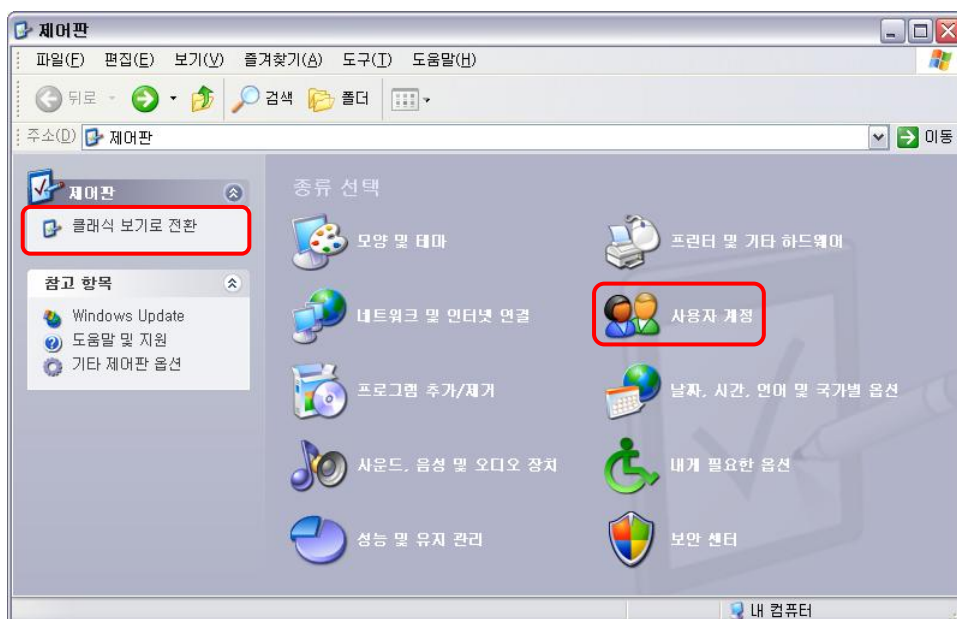 제어판
파일(F) 편집(E) 보기(V) 즐겨찾기(A) 도구(T) 도움말(H)
뒤로 검색 폴더
주소(D) 제어판 이동
제어판
클래식 보기로 전환
참고 항목
Windows Update
도움말 및 지원
기타 제어판 옵션
종류 선택
모양 및 테마 프린터 및 기타 하드웨어
네트워크 및 인터넷 연결 사용자 계정
프로그램 추가/제거 날짜, 시간, 언어 및 국가별 옵션
사운드, 음성 및 오디오 장치 내게 필요한 옵션
성능 및 유지 관리 보안 센터
내 컴퓨터